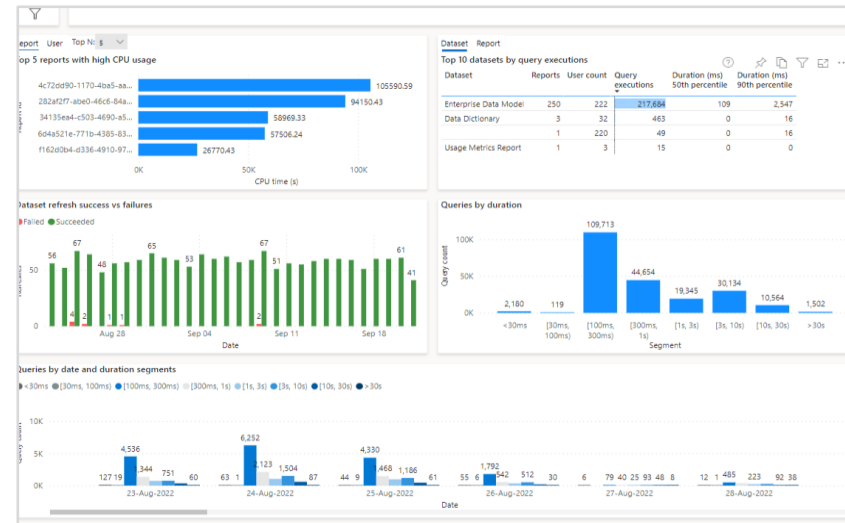 eport User Top N: 5
op 5 reports with high CPU usage
4c72dd90-1170-4ba5-aa... 105590.59
282af2f7-abe0-46c6-84a... 94150.43
34135ea4-c503-4690-a5... 58969.33
6d4a521e-771b-4385-83... 57506.24
f162d0b4-d336-4910-97... 26770.43
0K 50K 100K
CPU time (s)
Dataset Report
Top 10 datasets by query executions
Dataset Reports User count Query executions Duration (ms) 50th percentile Duration (ms) 90th percentile
Enterprise Data Model 250 222 217,684 109 2,547
Data Dictionary 3 32 463 0 16
1 220 49 0 16
Usage Metrics Report 1 3 15 0 0
Dataset refresh success vs failures
Failed Succeeded
56 67 48 65 53 67 51 61 41
50
4 2 1 1 2
0
Aug 28 Sep 04 Sep 11 Sep 18
Date
Queries by duration
Query count
100K
50K
0K
2,180 119 109,713 44,654 19,345 30,134 10,564 1,502
<30ms [30ms, 100ms) [100ms, 300ms) [300ms, 1s) [1s, 3s) [3s, 10s) [10s, 30s) >30s
Segment
Queries by date and duration segments
<30ms [30ms, 100ms) [100ms, 300ms) [300ms, 1s) [1s, 3s) [3s, 10s) [10s, 30s) >30s
10K
5K
0K
127 19 4,536 1,344 751 60
63 1 6,252 2,123 1,504 87
44 9 4,330 1,468 1,186 61
55 6 1,792 542 512 30
6 79 40 25 93 48 8
12 1 485 223 92 38
23-Aug-2022 24-Aug-2022 25-Aug-2022 26-Aug-2022 27-Aug-2022 28-Aug-2022
Date